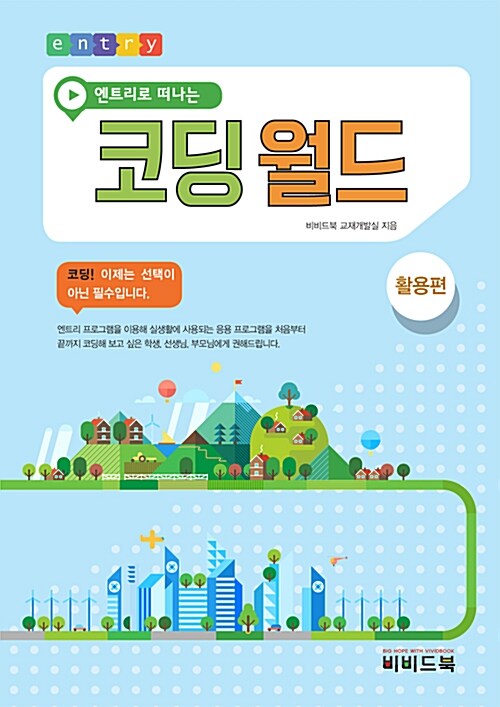 entry
엔트리로 떠나는
코딩 월드
비비드북 교재개발실 지음
코딩! 이제는 선택이
아닌 필수입니다.
활용편
엔트리 프로그램을 이용해 실생활에 사용되는 응용 프로그램을 처음부터
끝까지 코딩해 보고 싶은 학생, 선생님, 부모님에게 권해드립니다.
BIG HOPE WITH VIVIDBOOK
비비드북